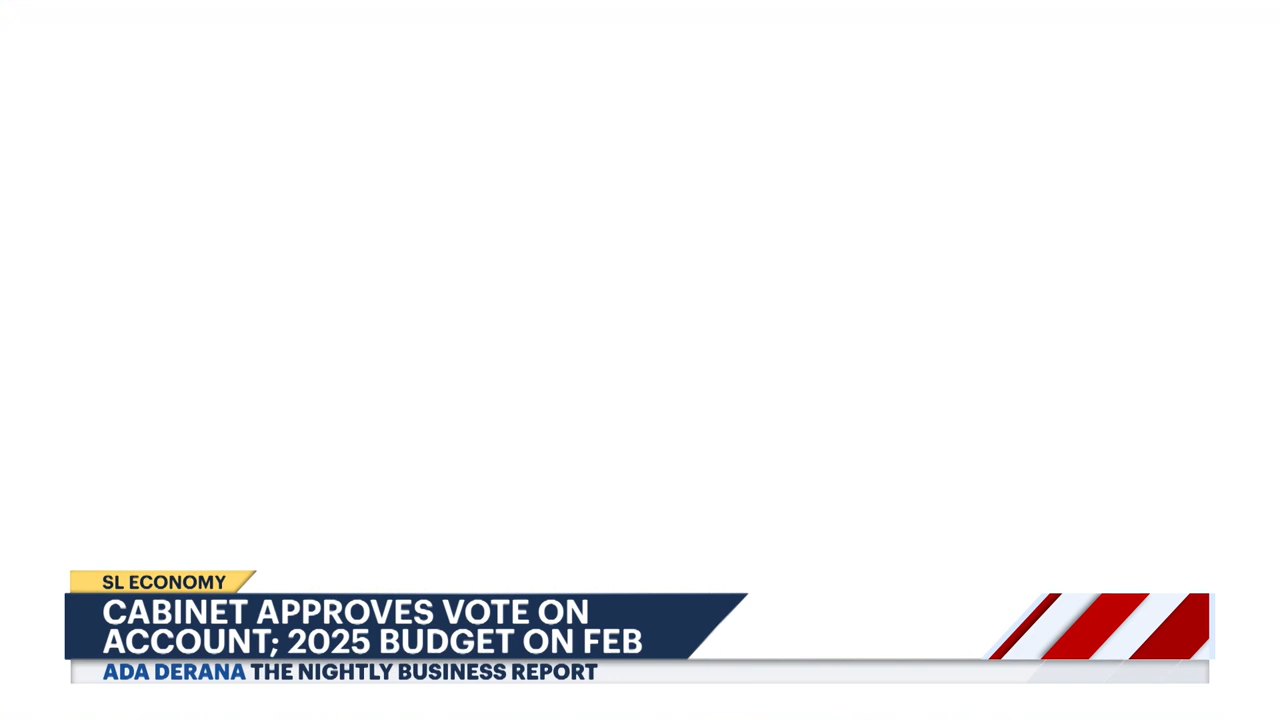 SL ECONOMY
CABINET APPROVES VOTE ON
ACCOUNT; 2025 BUDGET ON FEB
ADA DERANA THE NIGHTLY BUSINESS REPORT